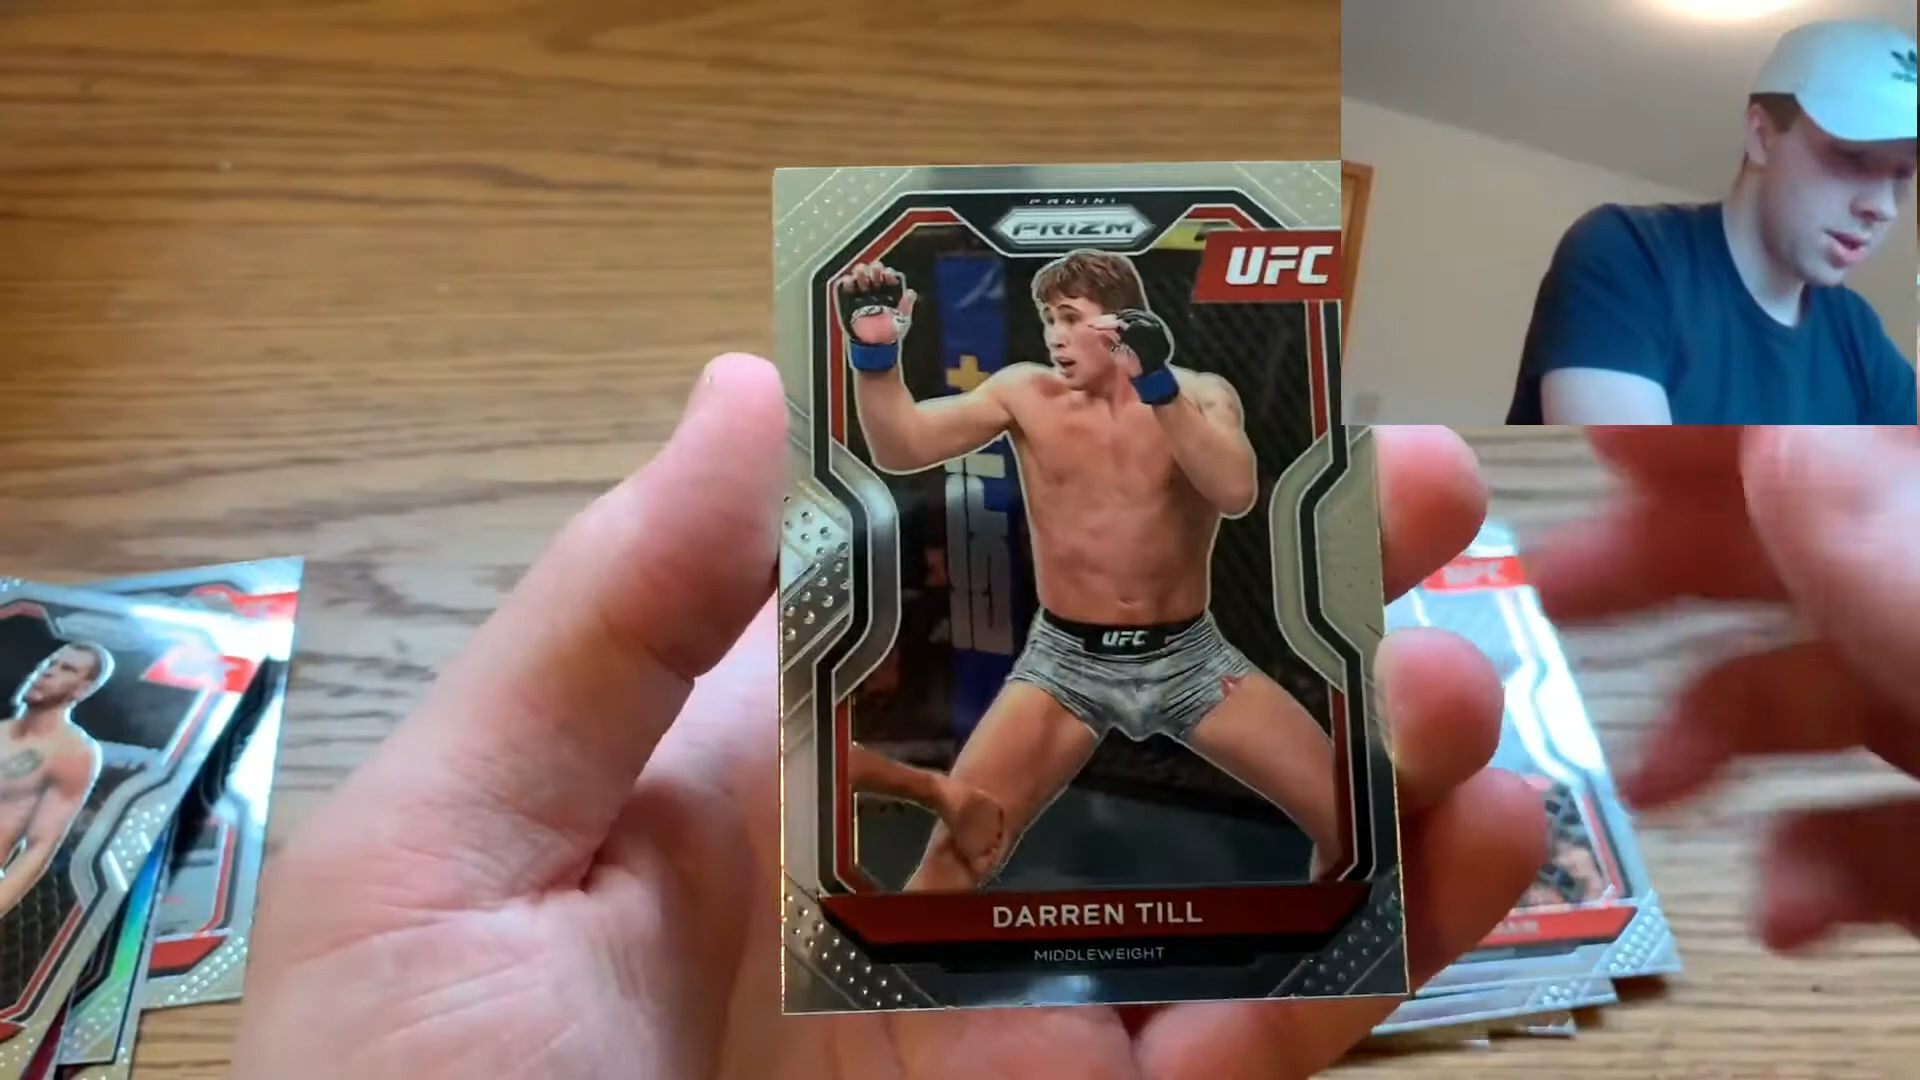 PANINI
PRIZM
UFC
UFC
DARREN TILL
MIDDLEWEIGHT
UFC